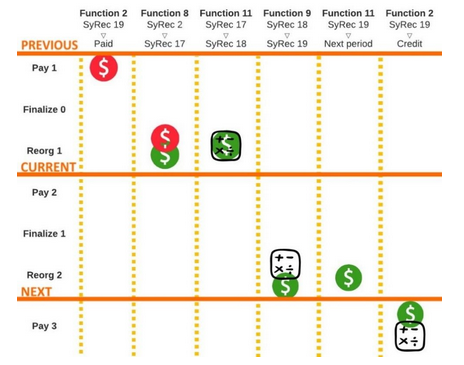 Function 2 Function 8 Function 11 Function 9 Function 11 Function 2
SyRec 19 SyRec 2 SyRec 17 SyRec 18 SyRec 19 SyRec 19
▽ ▽ ▽ ▽ ▽ ▽
Paid SyRec 17 SyRec 18 SyRec 19 Next period Credit
PREVIOUS
Pay 1 $
Finalize 0
Reorg 1 $ $ + - × ÷ $
CURRENT
Pay 2
Finalize 1
Reorg 2 + - × ÷ $ $
NEXT
Pay 3 $ + - × ÷